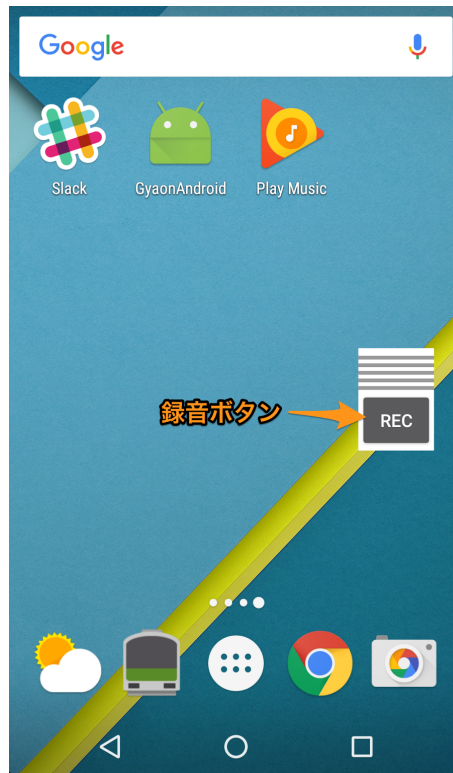 Google
Slack
GyaonAndroid
Play Music
録音ボタン
REC